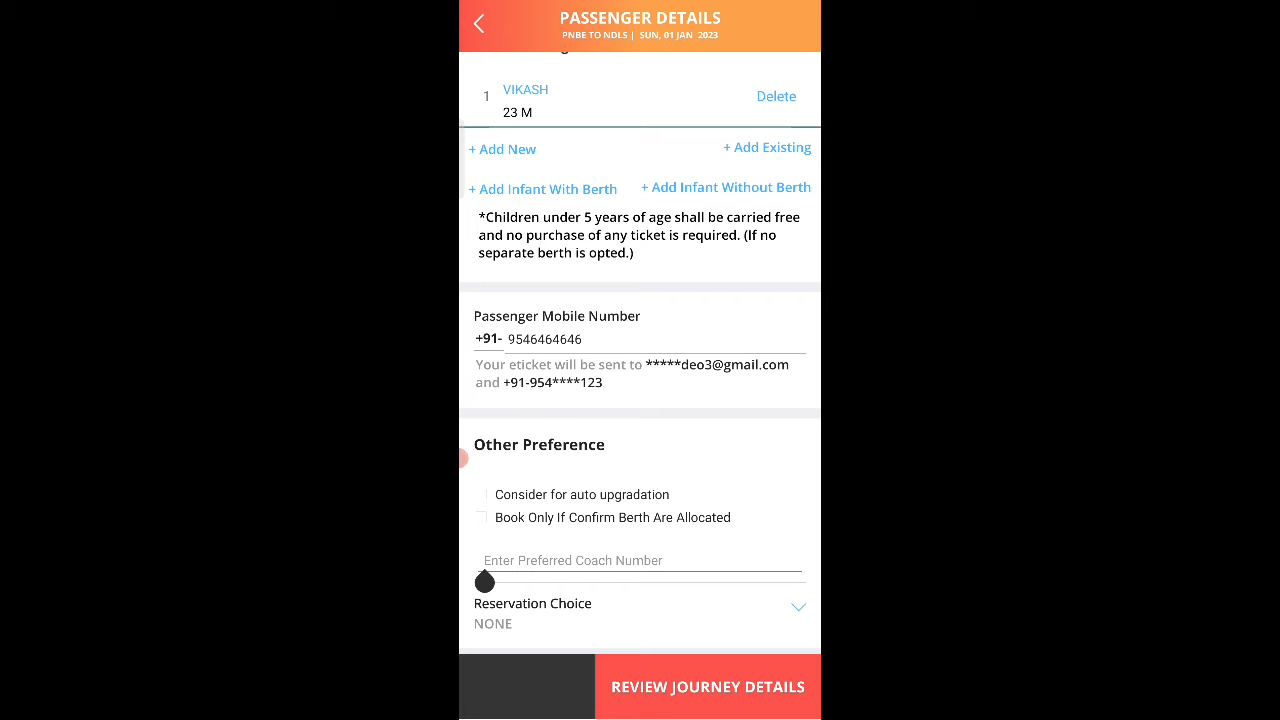 PASSENGER DETAILS
PNBE TO NDLS | SUN, 01 JAN 2023
1 VIKASH Delete
23 M
+ Add New + Add Existing
+ Add Infant With Berth + Add Infant Without Berth
*Children under 5 years of age shall be carried free
and no purchase of any ticket is required. (If no
separate berth is opted.)
Passenger Mobile Number
+91- 9546464646
Your eticket will be sent to *****deo3@gmail.com
and +91-954****123
Other Preference
Consider for auto upgradation
Book Only If Confirm Berth Are Allocated
Enter Preferred Coach Number
Reservation Choice
NONE
REVIEW JOURNEY DETAILS